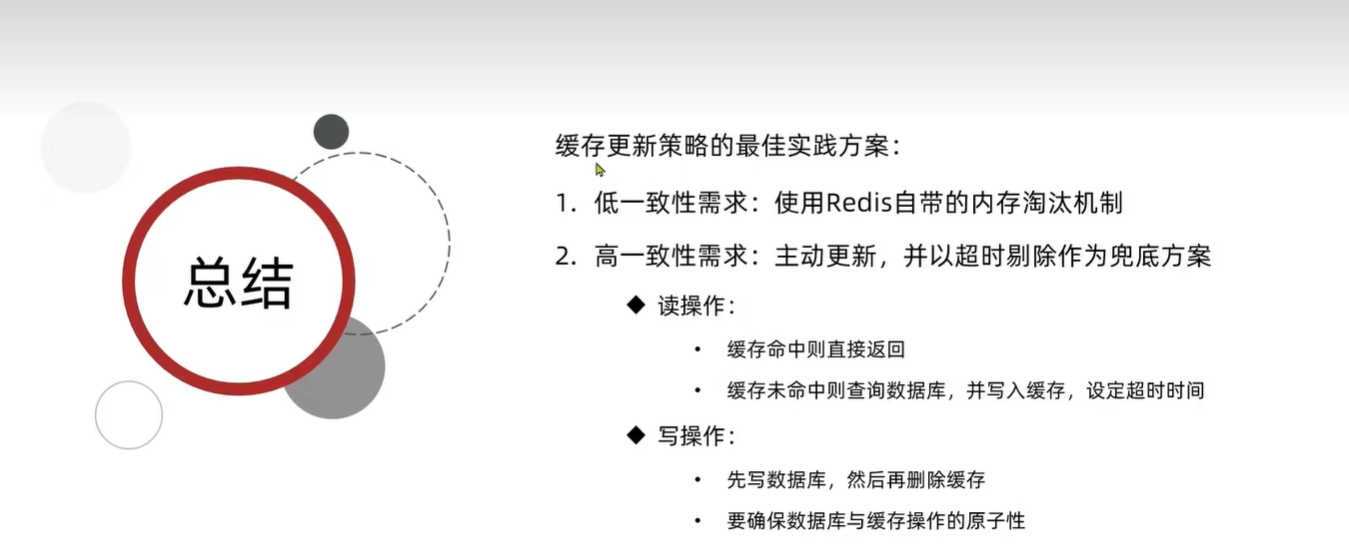 总结
缓存更新策略的最佳实践方案：
1. 低一致性需求：使用Redis自带的内存淘汰机制
2. 高一致性需求：主动更新，并以超时剔除作为兜底方案
◆ 读操作：
• 缓存命中则直接返回
• 缓存未命中则查询数据库，并写入缓存，设定超时时间
◆ 写操作：
• 先写数据库，然后再删除缓存
• 要确保数据库与缓存操作的原子性